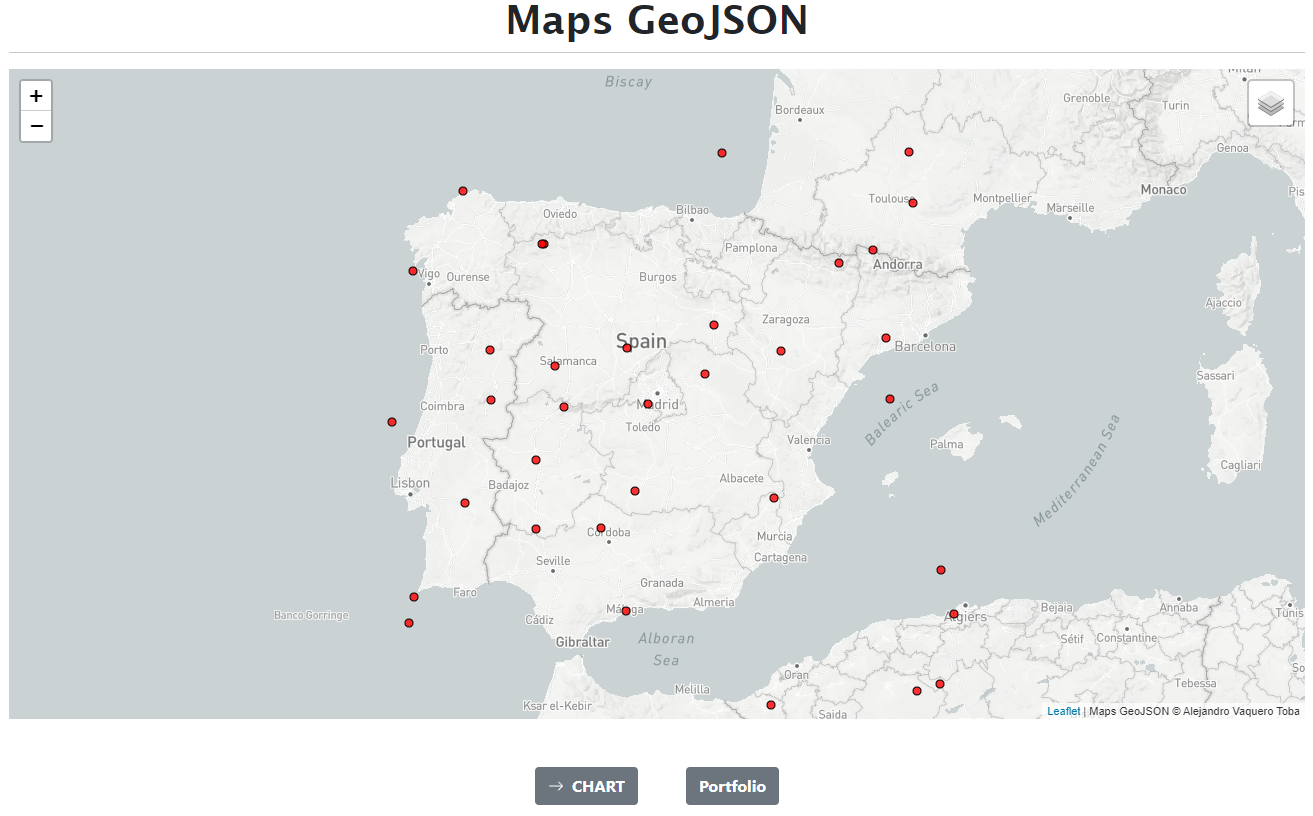 Maps GeoJSON
Biscay
Milan
+
Bordeaux
Grenoble
Turin
−
Genoa
Toulouse
Montpellier
Monaco
Marseille
Oviedo
Bilbao
Pamplona
Andorra
Vigo
Ourense
Burgos
Ajaccio
Zaragoza
Spain
Porto
Salamanca
Barcelona
Sassari
Balearic Sea
Coimbra
Madrid
Portugal
Toledo
Valencia
Palma
Mediterranean Sea
Cagliari
Lisbon
Badajoz
Albacete
Córdoba
Murcia
Seville
Cartagena
Granada
Faro
Almeria
Málaga
Banco Gorringe
Cádiz
Algiers
Bejaia
Annaba
Tunis
Gibraltar
Alboran
Sea
Sétif
Constantine
Oran
Melilla
Tebessa
Ksar el-Kebir
Saida
Leaflet | Maps GeoJSON © Alejandro Vaquero Toba
→ CHART
Portfolio